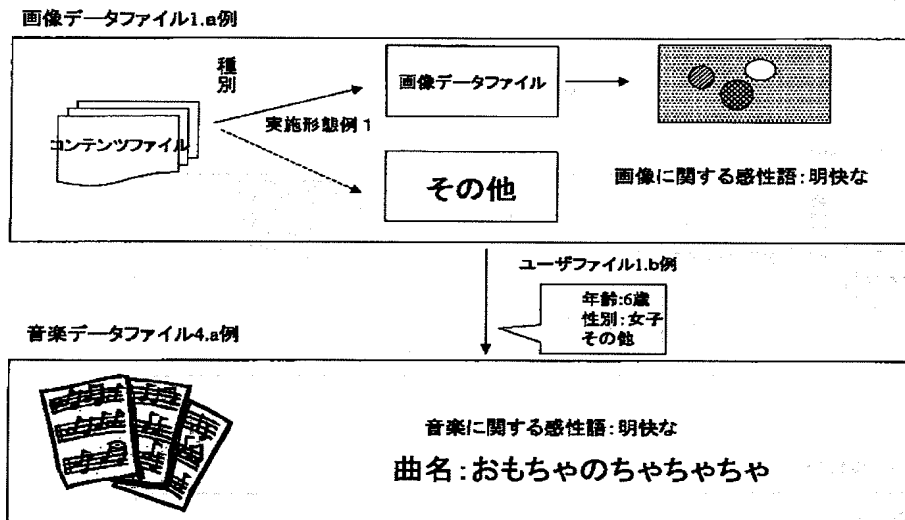 画像データファイル1.a例
種別
コンテンツファイル
実施形態例1
画像データファイル
その他
画像に関する感性語:明快な
ユーザファイル1.b例
年齢:6歳
性別:女子
その他
音楽データファイル4.a例
音楽に関する感性語:明快な
曲名:おもちゃのちゃちゃちゃ